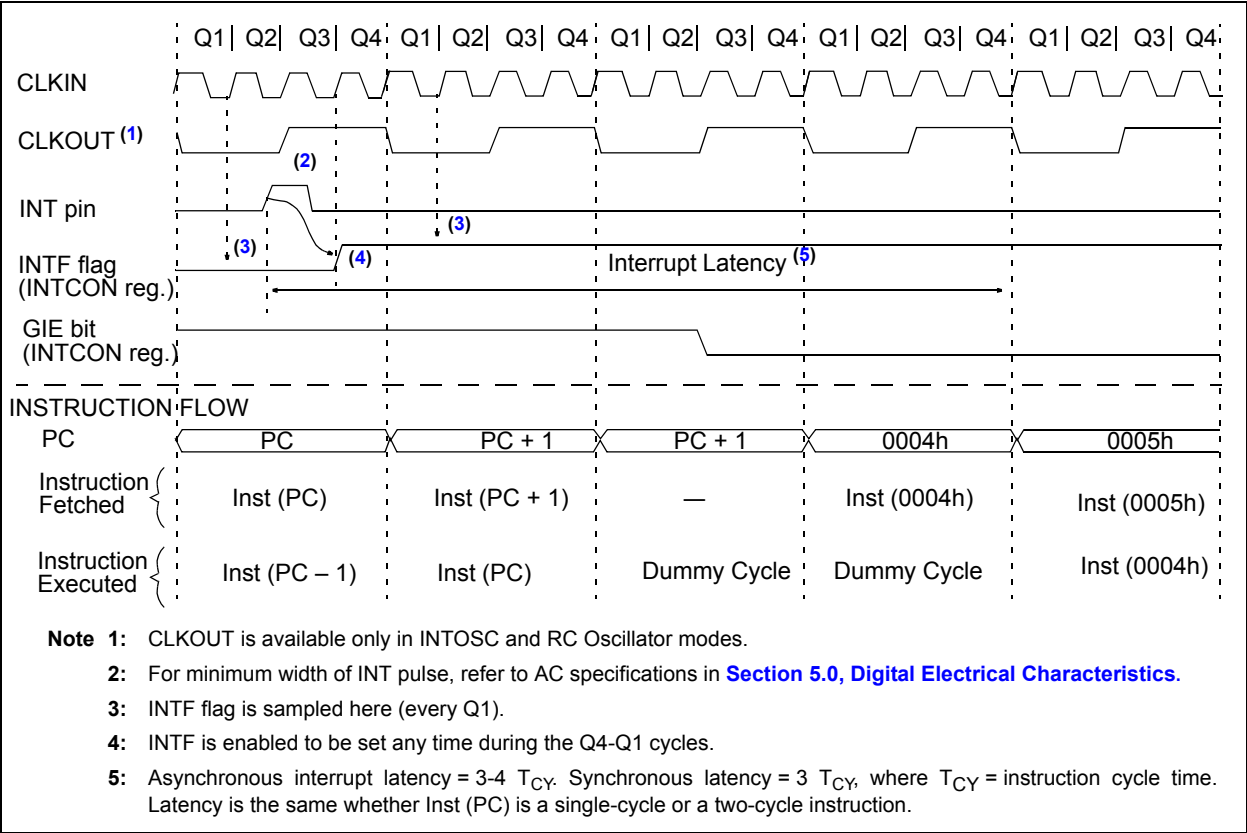 Q1| Q2| Q3| Q4 Q1 |Q2| Q3| Q4 Q1 |Q2| Q3| Q4 Q1 |Q2| Q3| Q4 Q1 |Q2| Q3| Q4
CLKIN
CLKOUT (1)
(2)
INT pin
(3)
(3)
(4)
INTF flag
(INTCON reg.)
Interrupt Latency (5)
GIE bit
(INTCON reg.)
INSTRUCTION FLOW
PC PC PC + 1 PC + 1 0004h 0005h
Instruction
Fetched
Inst (PC) Inst (PC + 1) — Inst (0004h) Inst (0005h)
Instruction
Executed
Inst (PC – 1) Inst (PC) Dummy Cycle Dummy Cycle Inst (0004h)
Note 1: CLKOUT is available only in INTOSC and RC Oscillator modes.
2: For minimum width of INT pulse, refer to AC specifications in Section 5.0, Digital Electrical Characteristics.
3: INTF flag is sampled here (every Q1).
4: INTF is enabled to be set any time during the Q4-Q1 cycles.
5: Asynchronous interrupt latency = 3-4 TCY. Synchronous latency = 3 TCY, where TCY = instruction cycle time.
Latency is the same whether Inst (PC) is a single-cycle or a two-cycle instruction.